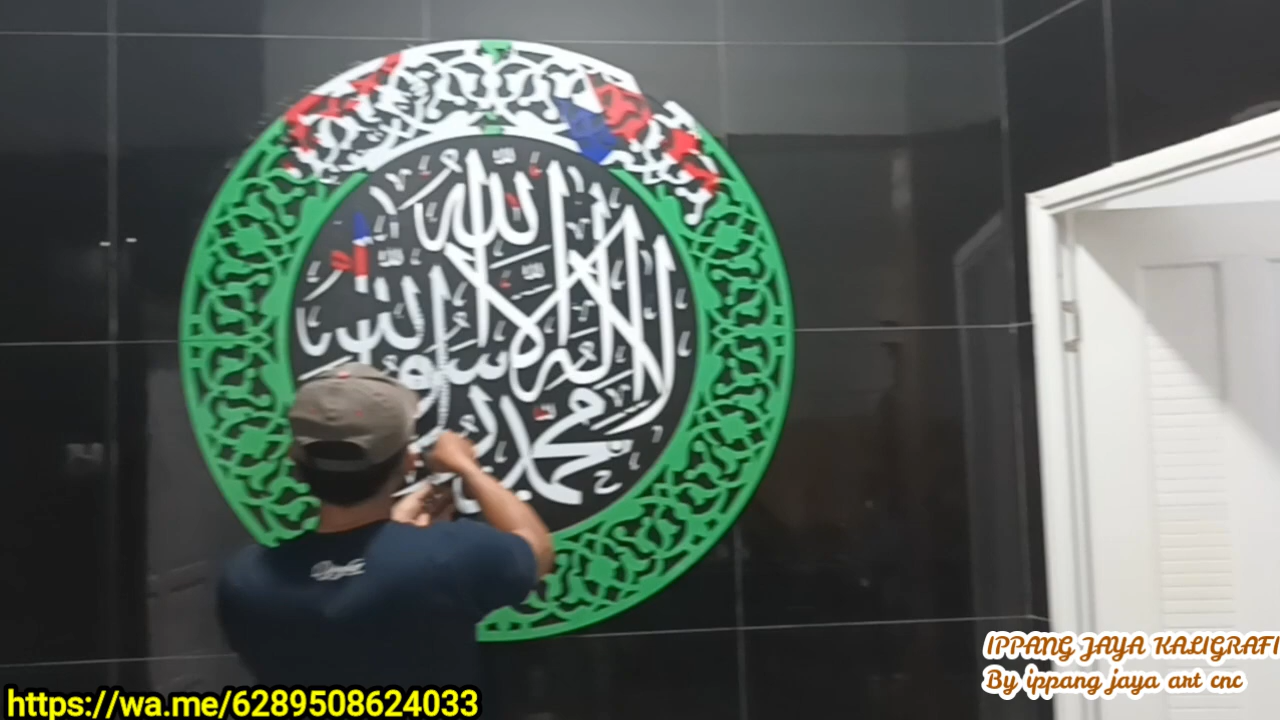 لا إله إلا الله
محمد رسول الله
IPPANG JAYA KALIGRAFI
By ippang jaya art cnc
https://wa.me/6289508624033